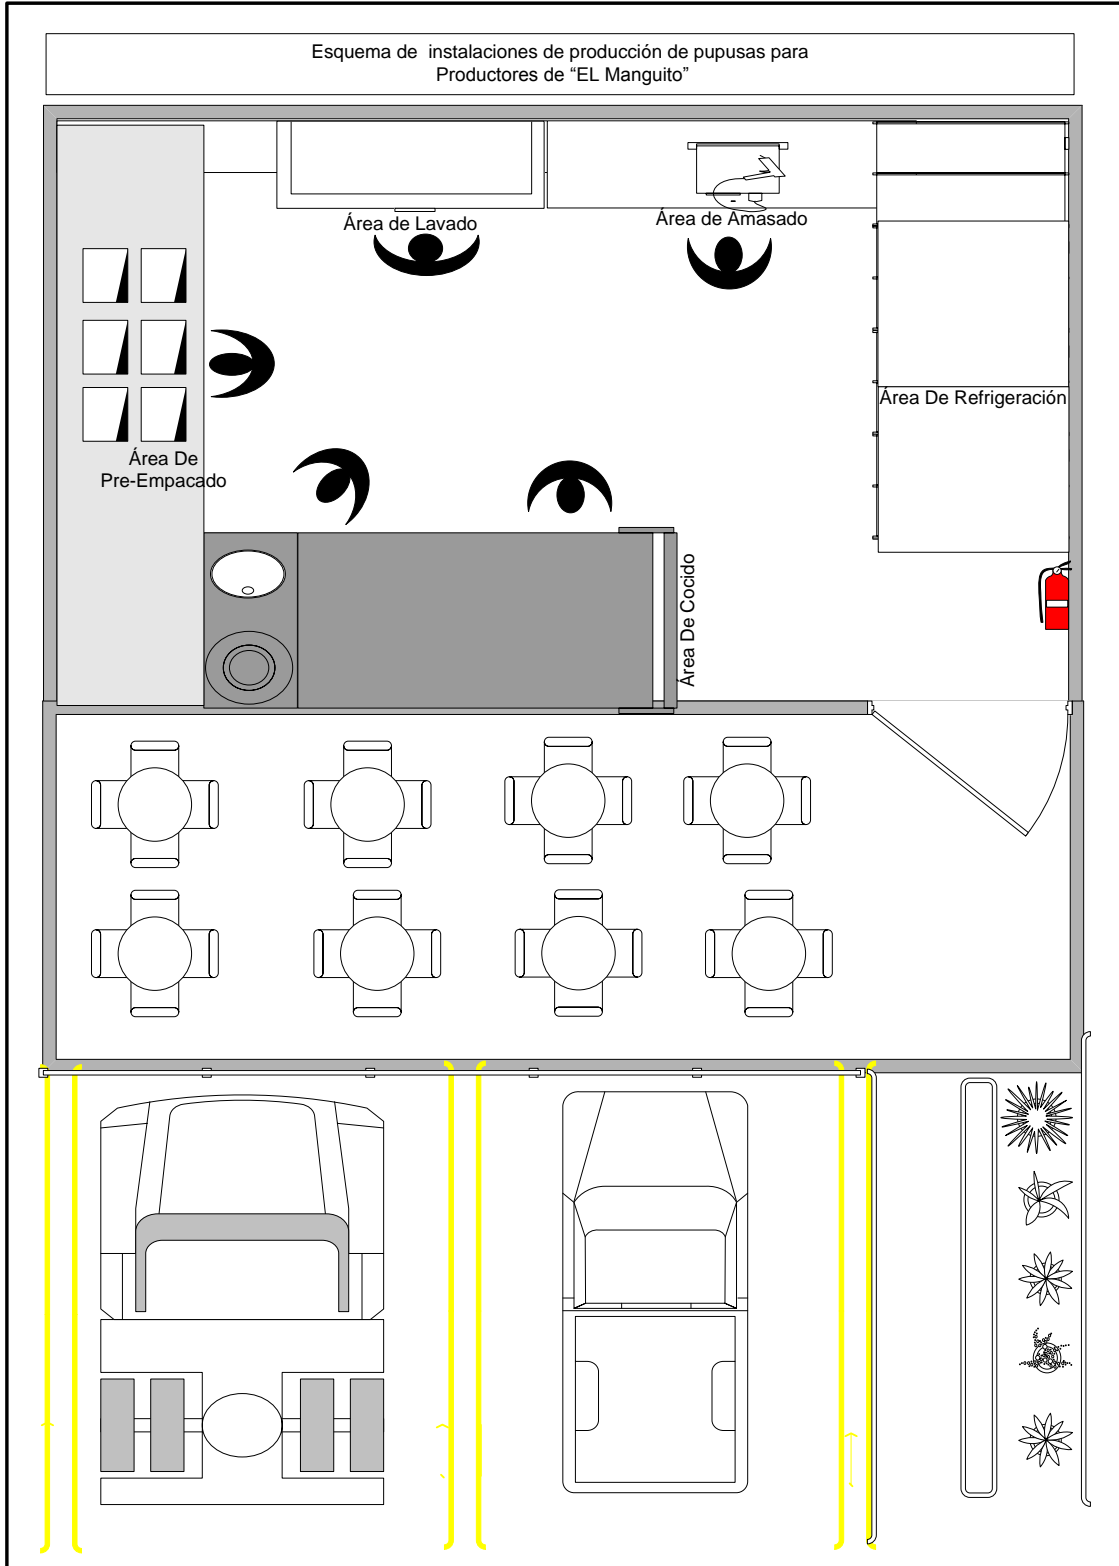 Esquema de  instalaciones de producción de pupusas para
Productores de “EL Manguito”
Área de Lavado
Área de Amasado
Área De Refrigeración
Área De
Pre-Empacado
Área De Cocido